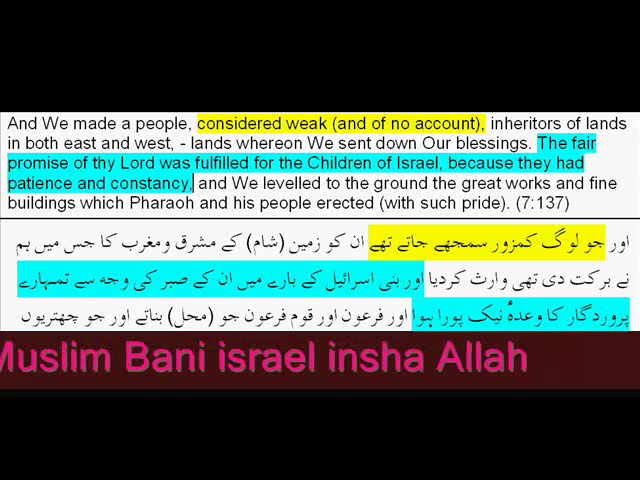 And We made a people, considered weak (and of no account), inheritors of lands
in both east and west, - lands whereon We sent down Our blessings. The fair
promise of thy Lord was fulfilled for the Children of Israel, because they had
patience and constancy, and We levelled to the ground the great works and fine
buildings which Pharaoh and his people erected (with such pride). (7:137)
اور جو لوگ کمزور سمجھے جاتے تھے ان کو زمین (شام) کے مشرق ومغرب کا جس میں ہم
نے برکت دی تھی وارث کردیا اور بنی اسرائیل کے بارے میں ان کے صبر کی وجہ سے تمہارے
پروردگار کا وعدۂ نیک پورا ہوا اور فرعون اور قوم فرعون جو (محل) بناتے اور جو چھتریوں
Muslim Bani israel insha Allah